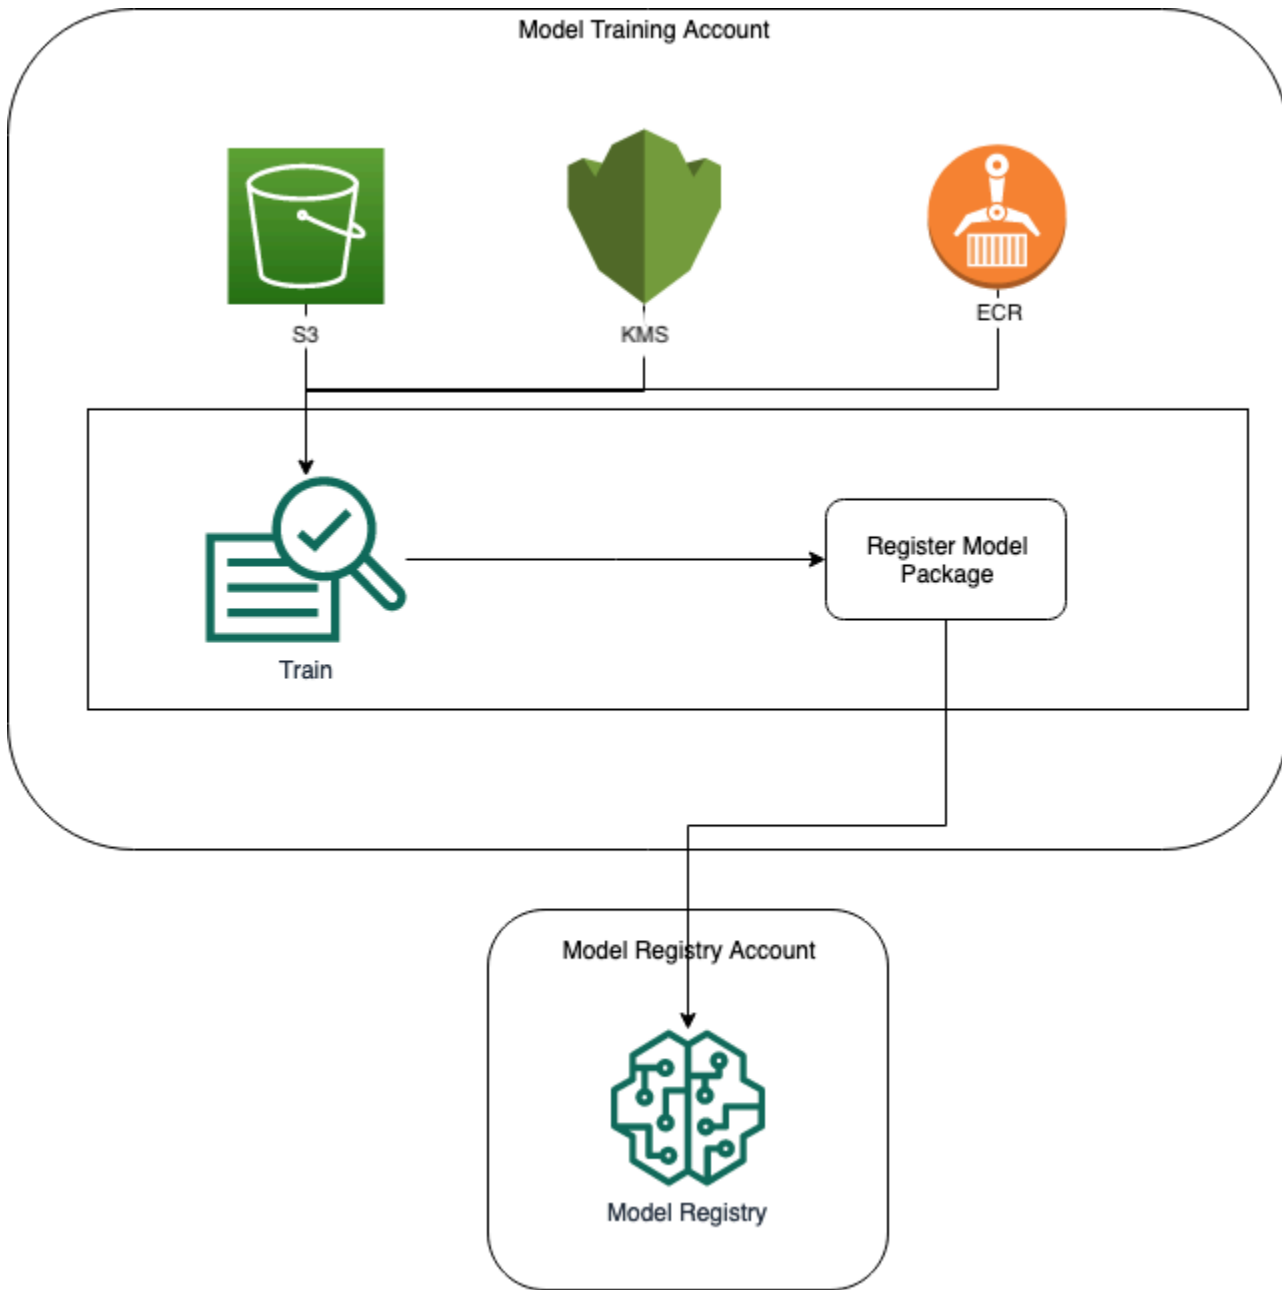 Model Training Account
S3
KMS
ECR
Train
Register Model
Package
Model Registry Account
Model Registry